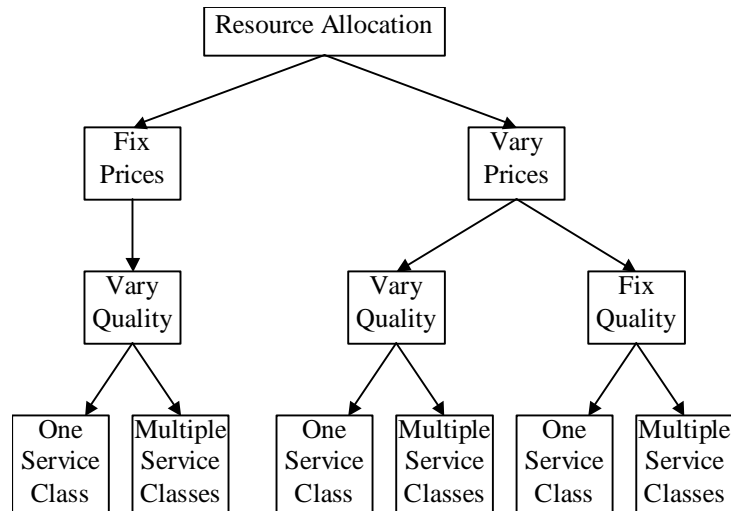 Resource Allocation
Fix
Prices
Vary
Prices
Vary
Quality
Vary
Quality
Fix
Quality
One
Service
Class
Multiple
Service
Classes
One
Service
Class
Multiple
Service
Classes
One
Service
Class
Multiple
Service
Classes